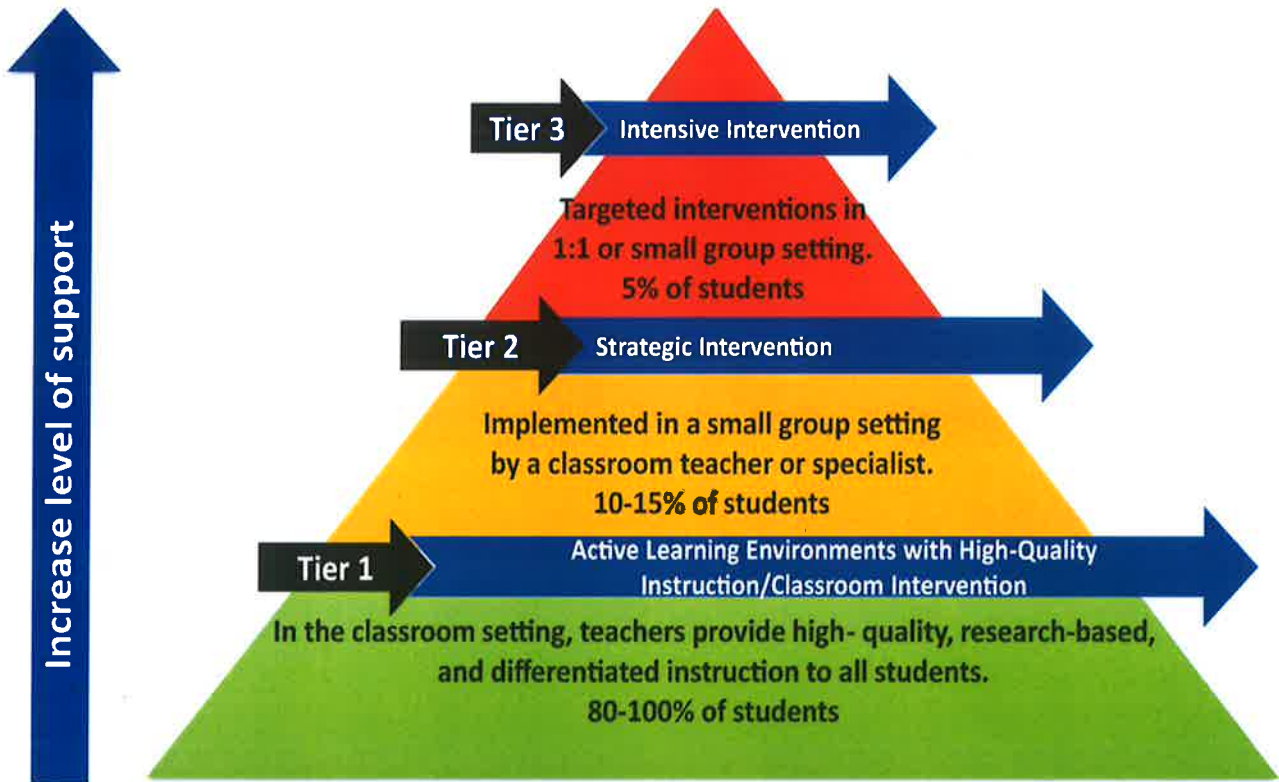 Increase level of support
Tier 3
Intensive Intervention
Targeted interventions in
1:1 or small group setting.
5% of students
Tier 2
Strategic Intervention
Implemented in a small group setting
by a classroom teacher or specialist.
10-15% of students
Tier 1
Active Learning Environments with High-Quality
Instruction/Classroom Intervention
In the classroom setting, teachers provide high- quality, research-based,
and differentiated instruction to all students.
80-100% of students